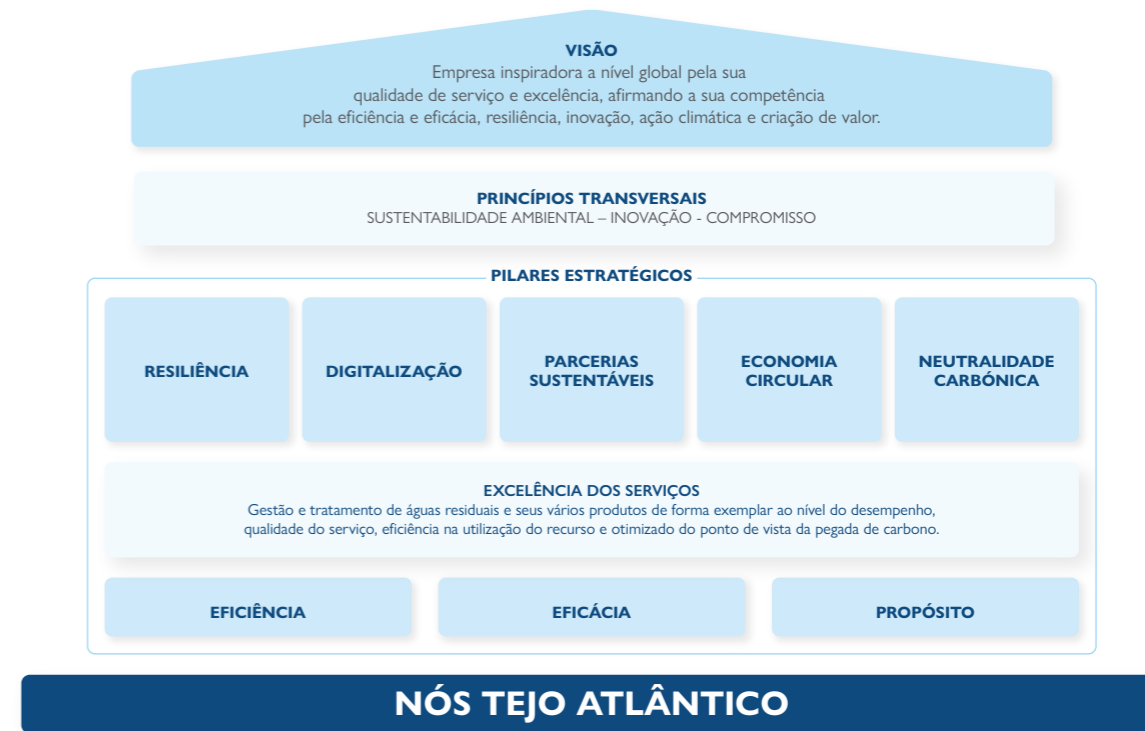 VISÃO
Empresa inspiradora a nível global pela sua
qualidade de serviço e excelência, afirmando a sua competência
pela eficiência e eficácia, resiliência, inovação, ação climática e criação de valor.
PRINCÍPIOS TRANSVERSAIS
SUSTENTABILIDADE AMBIENTAL – INOVAÇÃO - COMPROMISSO
PILARES ESTRATÉGICOS
RESILIÊNCIA
DIGITALIZAÇÃO
PARCERIAS
SUSTENTÁVEIS
ECONOMIA
CIRCULAR
NEUTRALIDADE
CARBÓNICA
EXCELÊNCIA DOS SERVIÇOS
Gestão e tratamento de águas residuais e seus vários produtos de forma exemplar ao nível do desempenho,
qualidade do serviço, eficiência na utilização do recurso e otimizado do ponto de vista da pegada de carbono.
EFICIÊNCIA
EFICÁCIA
PROPÓSITO
NÓS TEJO ATLÂNTICO